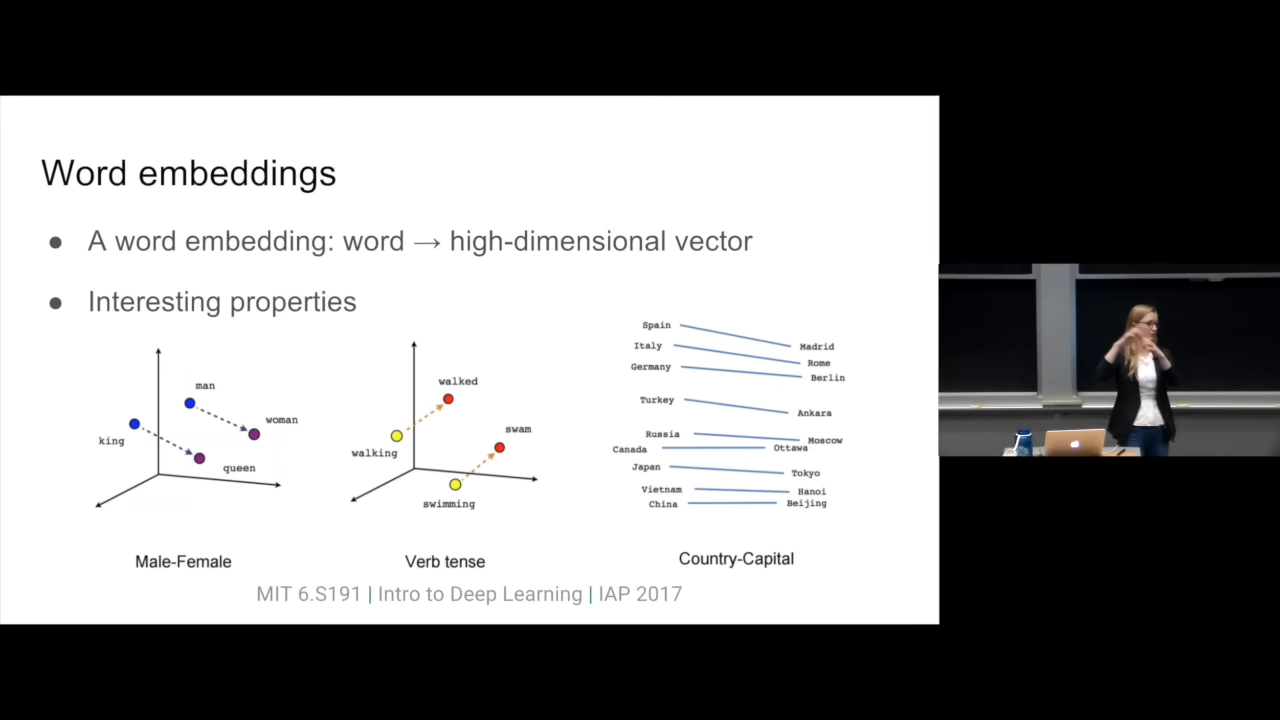 Word embeddings
● A word embedding: word → high-dimensional vector
● Interesting properties
man
woman
king
queen
Male-Female
walked
walking
swam
swimming
Verb tense
Spain Madrid
Italy Rome
Germany Berlin
Turkey Ankara
Russia Moscow
Canada Ottawa
Japan Tokyo
Vietnam Hanoi
China Beijing
Country-Capital
MIT 6.S191 | Intro to Deep Learning | IAP 2017